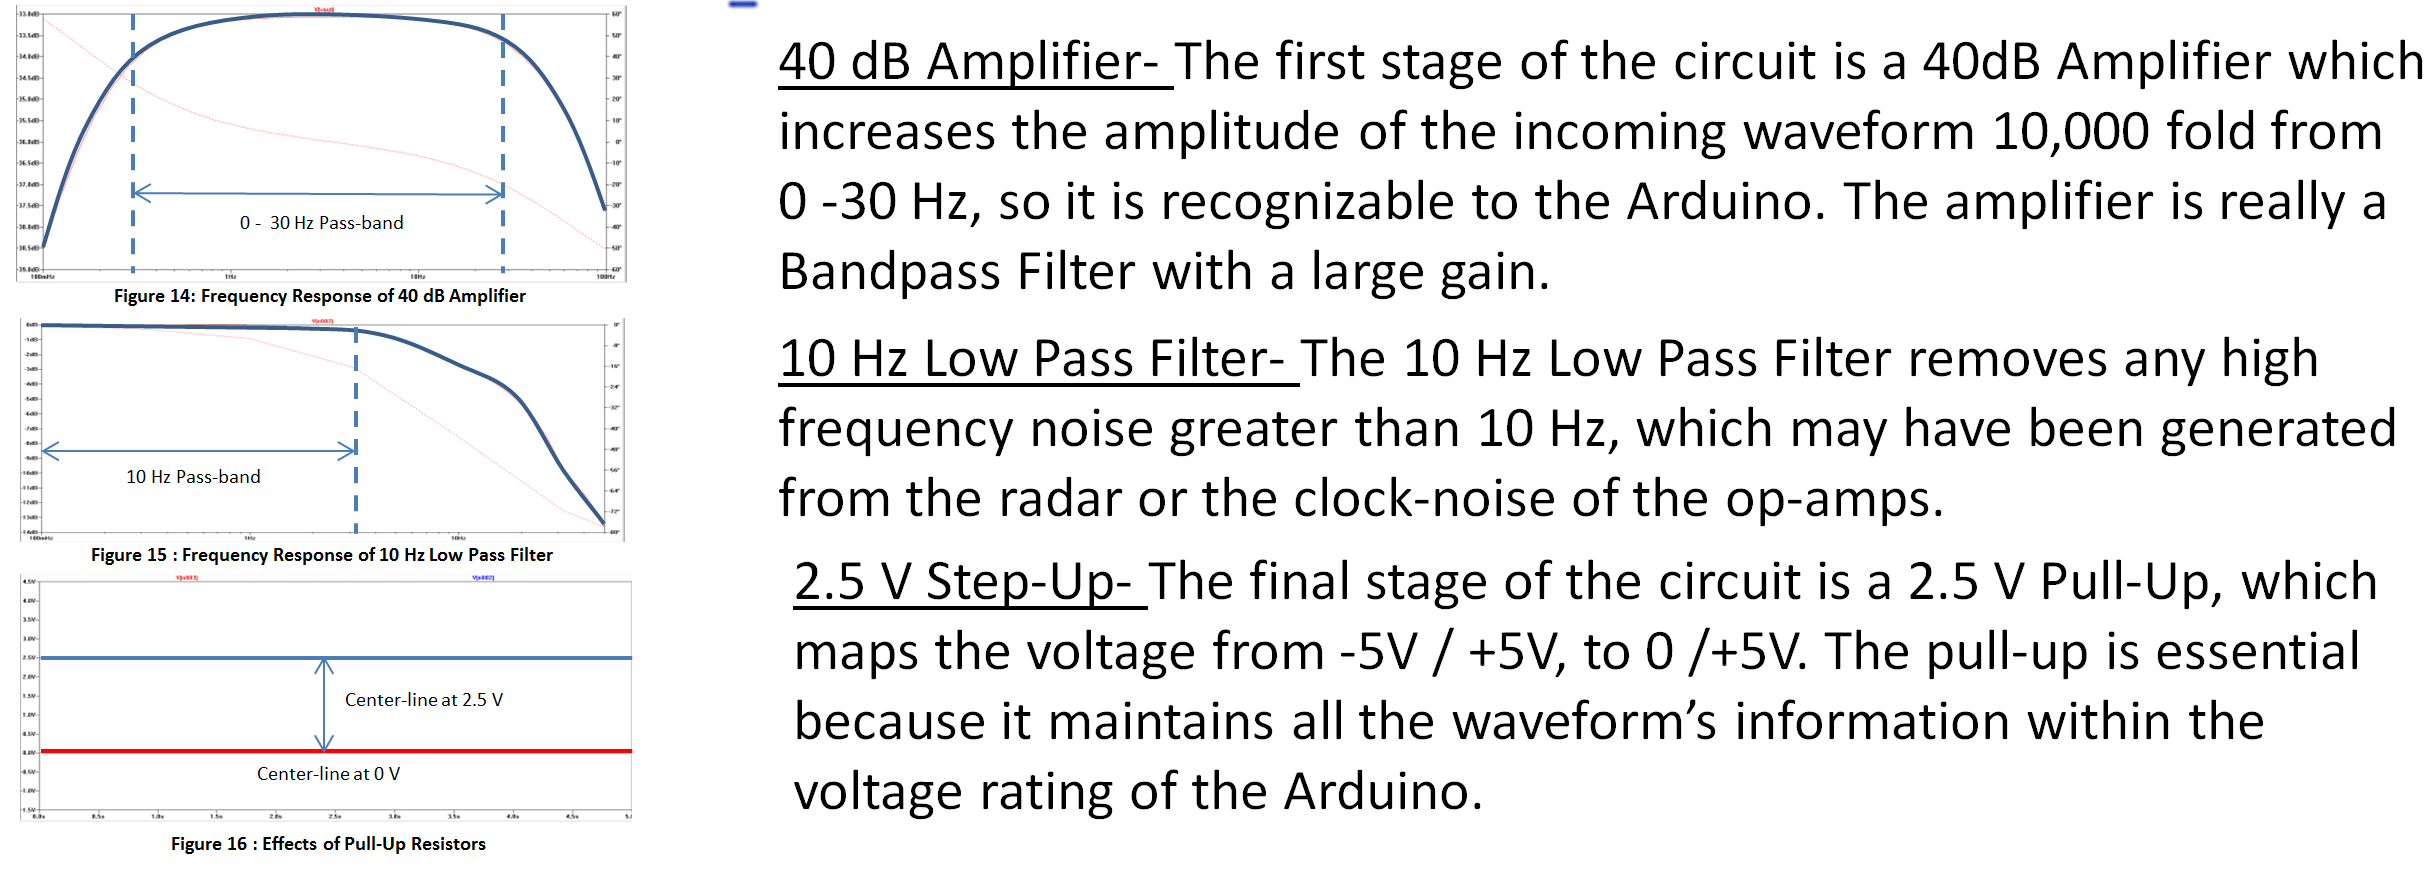 0 - 30 Hz Pass-band
Figure 14: Frequency Response of 40 dB Amplifier
10 Hz Pass-band
Figure 15 : Frequency Response of 10 Hz Low Pass Filter
Center-line at 2.5 V
Center-line at 0 V
Figure 16 : Effects of Pull-Up Resistors
40 dB Amplifier- The first stage of the circuit is a 40dB Amplifier which
increases the amplitude of the incoming waveform 10,000 fold from
0 -30 Hz, so it is recognizable to the Arduino. The amplifier is really a
Bandpass Filter with a large gain.
10 Hz Low Pass Filter- The 10 Hz Low Pass Filter removes any high
frequency noise greater than 10 Hz, which may have been generated
from the radar or the clock-noise of the op-amps.
2.5 V Step-Up- The final stage of the circuit is a 2.5 V Pull-Up, which
maps the voltage from -5V / +5V, to 0 /+5V. The pull-up is essential
because it maintains all the waveform’s information within the
voltage rating of the Arduino.